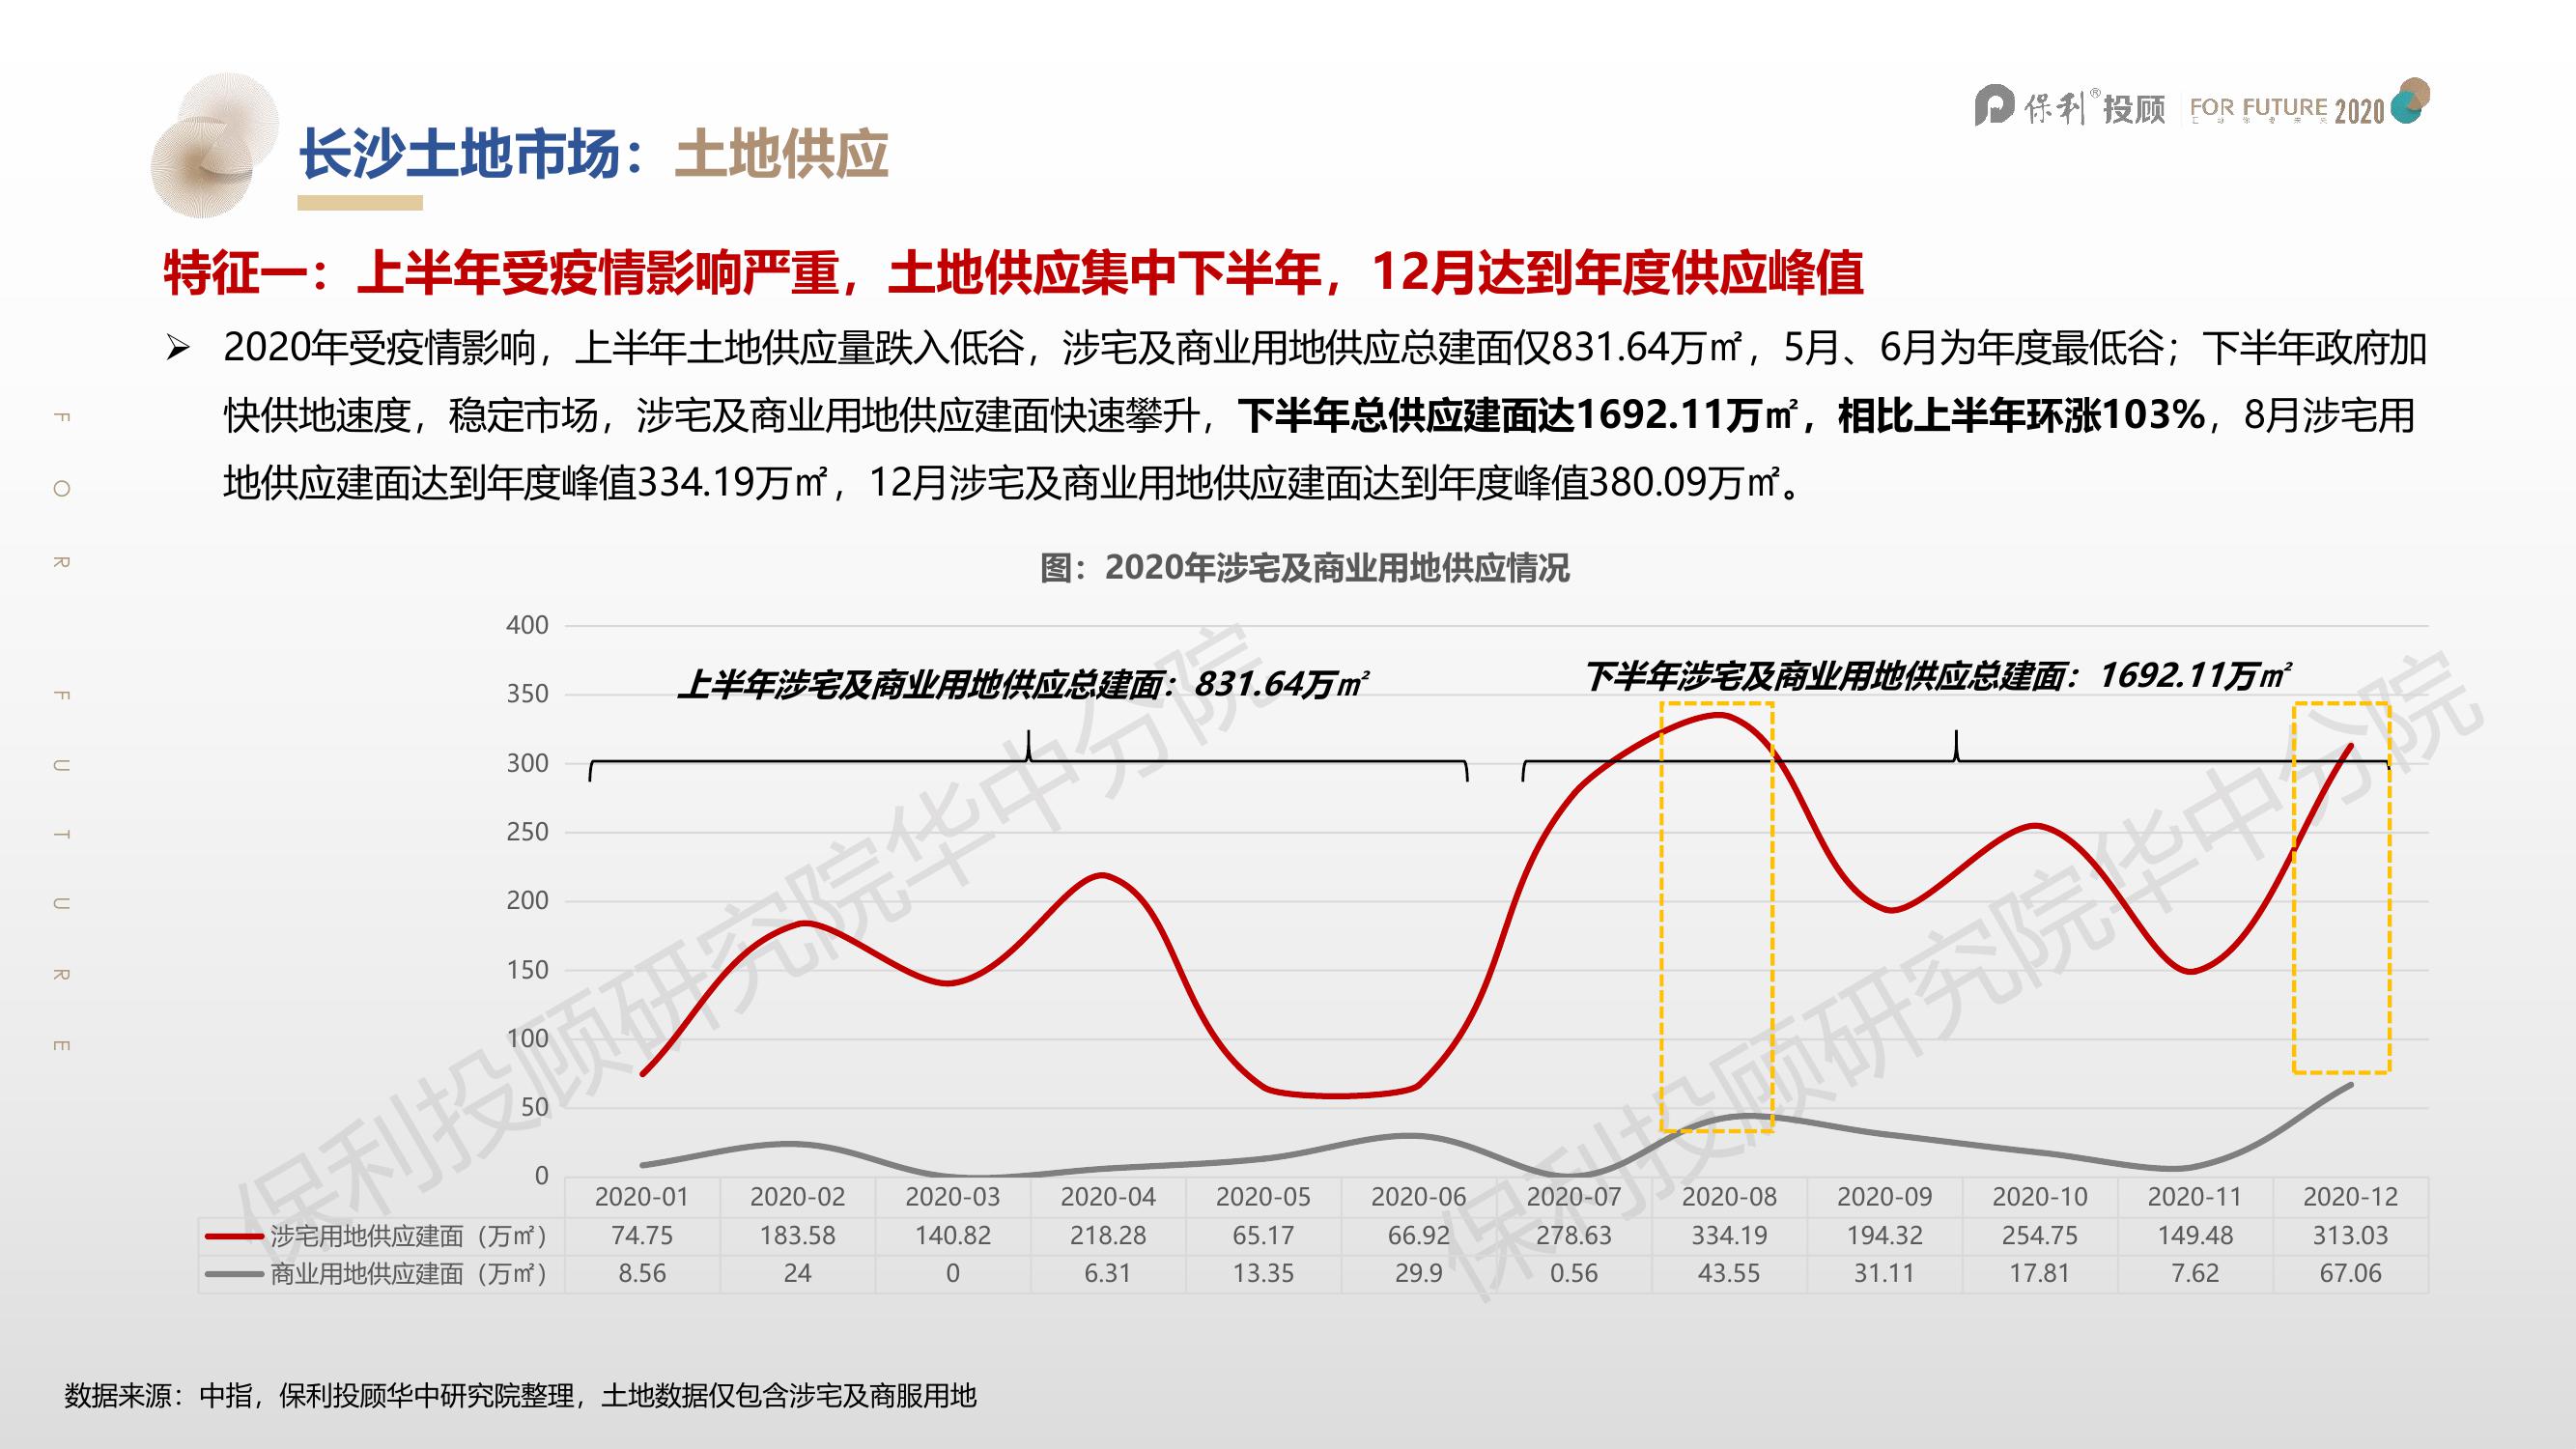 保利®投顾 FOR FUTURE 2020
长沙土地市场：土地供应
特征一：上半年受疫情影响严重，土地供应集中下半年，12月达到年度供应峰值
➢ 2020年受疫情影响，上半年土地供应量跌入低谷，涉宅及商业用地供应总建面仅831.64万㎡，5月、6月为年度最低谷；下半年政府加
快供地速度，稳定市场，涉宅及商业用地供应建面快速攀升，下半年总供应建面达1692.11万㎡，相比上半年环涨103%，8月涉宅用
地供应建面达到年度峰值334.19万㎡，12月涉宅及商业用地供应建面达到年度峰值380.09万㎡。
FOR FUTURE
图：2020年涉宅及商业用地供应情况
上半年涉宅及商业用地供应总建面：831.64万㎡
下半年涉宅及商业用地供应总建面：1692.11万㎡
400
350
300
250
200
150
100
50
0
2020-01 2020-02 2020-03 2020-04 2020-05 2020-06 2020-07 2020-08 2020-09 2020-10 2020-11 2020-12
涉宅用地供应建面（万㎡） 74.75 183.58 140.82 218.28 65.17 66.92 278.63 334.19 194.32 254.75 149.48 313.03
商业用地供应建面（万㎡） 8.56 24 0 6.31 13.35 29.9 0.56 43.55 31.11 17.81 7.62 67.06
保利投顾研究院华中分院
保利投顾研究院华中分院
数据来源：中指，保利投顾华中研究院整理，土地数据仅包含涉宅及商服用地